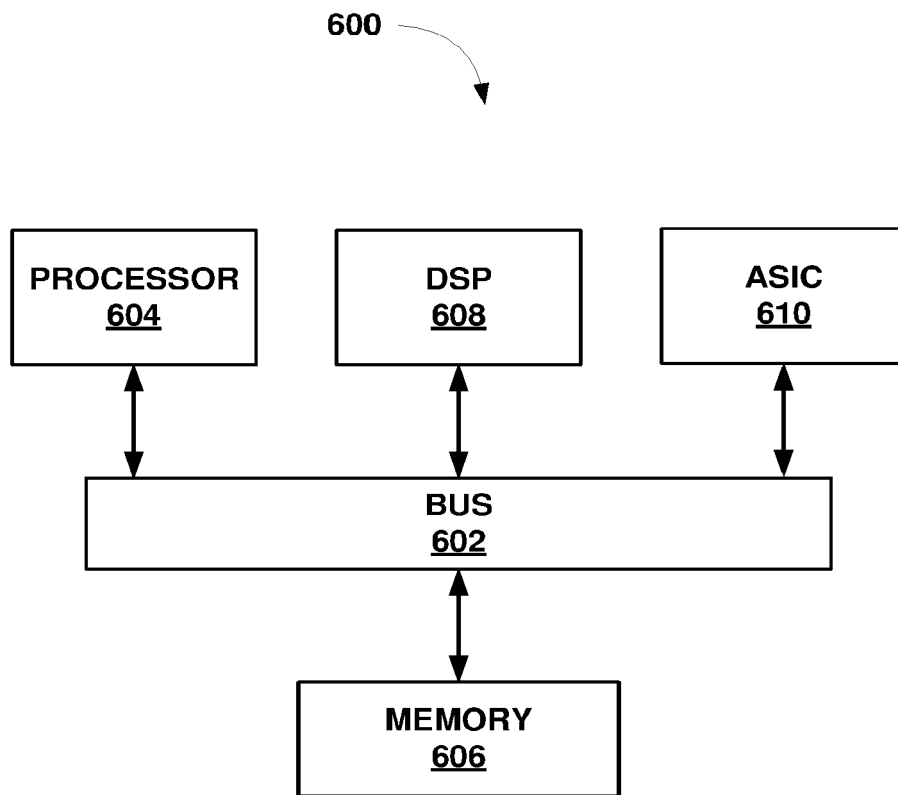 600
PROCESSOR
604
DSP
608
ASIC
610
BUS
602
MEMORY
606